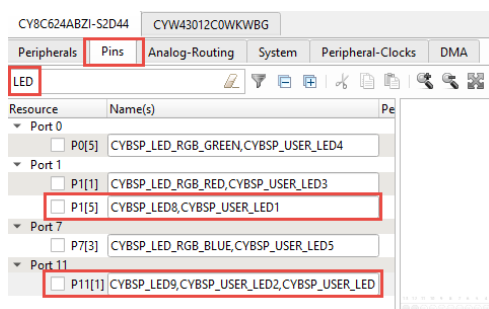 CY8C624ABZI-S2D44 CYW43012C0WKWBG
Peripherals Pins Analog-Routing System Peripheral-Clocks DMA
LED
Resource Name(s) Pe
Port 0
P0[5] CYBSP_LED_RGB_GREEN,CYBSP_USER_LED4
Port 1
P1[1] CYBSP_LED_RGB_RED,CYBSP_USER_LED3
P1[5] CYBSP_LED8,CYBSP_USER_LED1
Port 7
P7[3] CYBSP_LED_RGB_BLUE,CYBSP_USER_LED5
Port 11
P11[1] CYBSP_LED9,CYBSP_USER_LED2,CYBSP_USER_LED